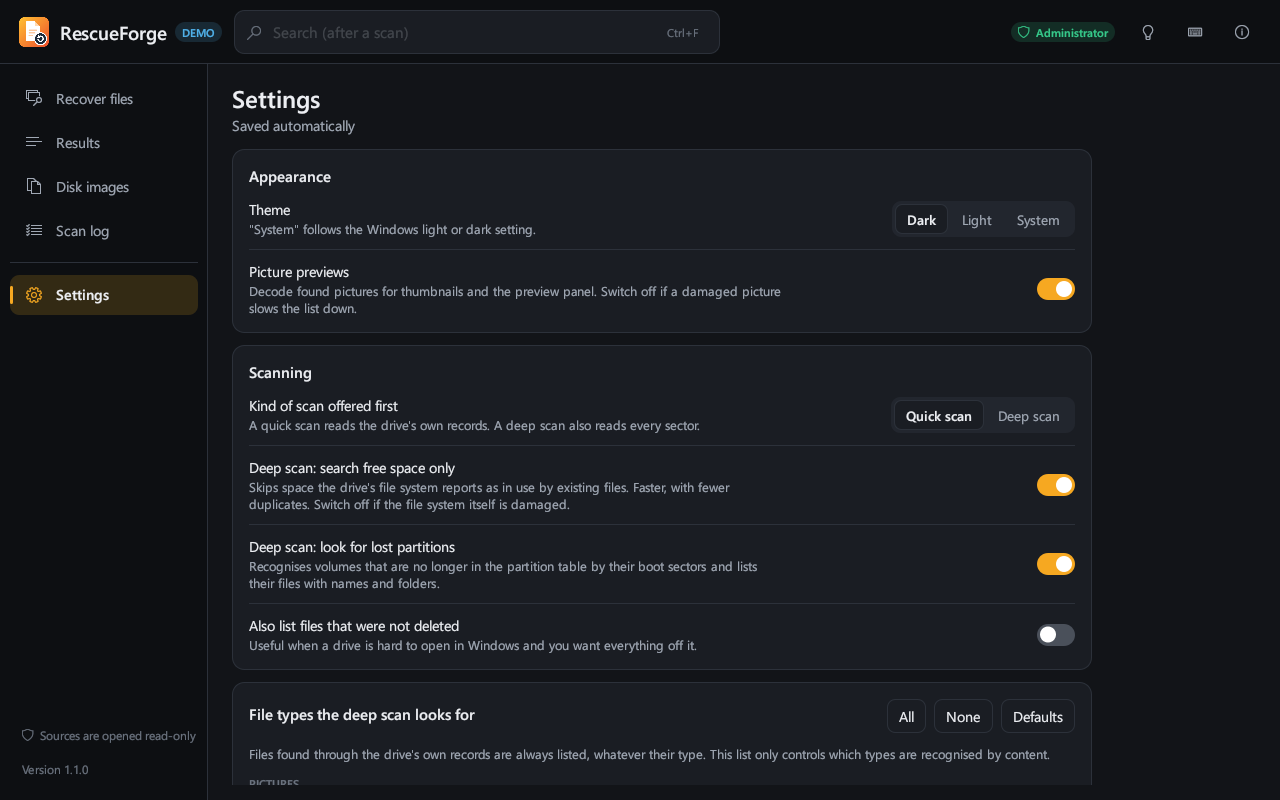 RescueForge DEMO
Search (after a scan) Ctrl+F
Administrator
Recover files
Results
Disk images
Scan log
Settings
Sources are opened read-only
Version 1.1.0
Settings
Saved automatically
Appearance
Theme
"System" follows the Windows light or dark setting.
Dark Light System
Picture previews
Decode found pictures for thumbnails and the preview panel. Switch off if a damaged picture
slows the list down.
Scanning
Kind of scan offered first
A quick scan reads the drive's own records. A deep scan also reads every sector.
Quick scan Deep scan
Deep scan: search free space only
Skips space the drive's file system reports as in use by existing files. Faster, with fewer
duplicates. Switch off if the file system itself is damaged.
Deep scan: look for lost partitions
Recognises volumes that are no longer in the partition table by their boot sectors and lists
their files with names and folders.
Also list files that were not deleted
Useful when a drive is hard to open in Windows and you want everything off it.
File types the deep scan looks for
All None Defaults
Files found through the drive's own records are always listed, whatever their type. This list only controls which types are recognised by content.
PICTURES